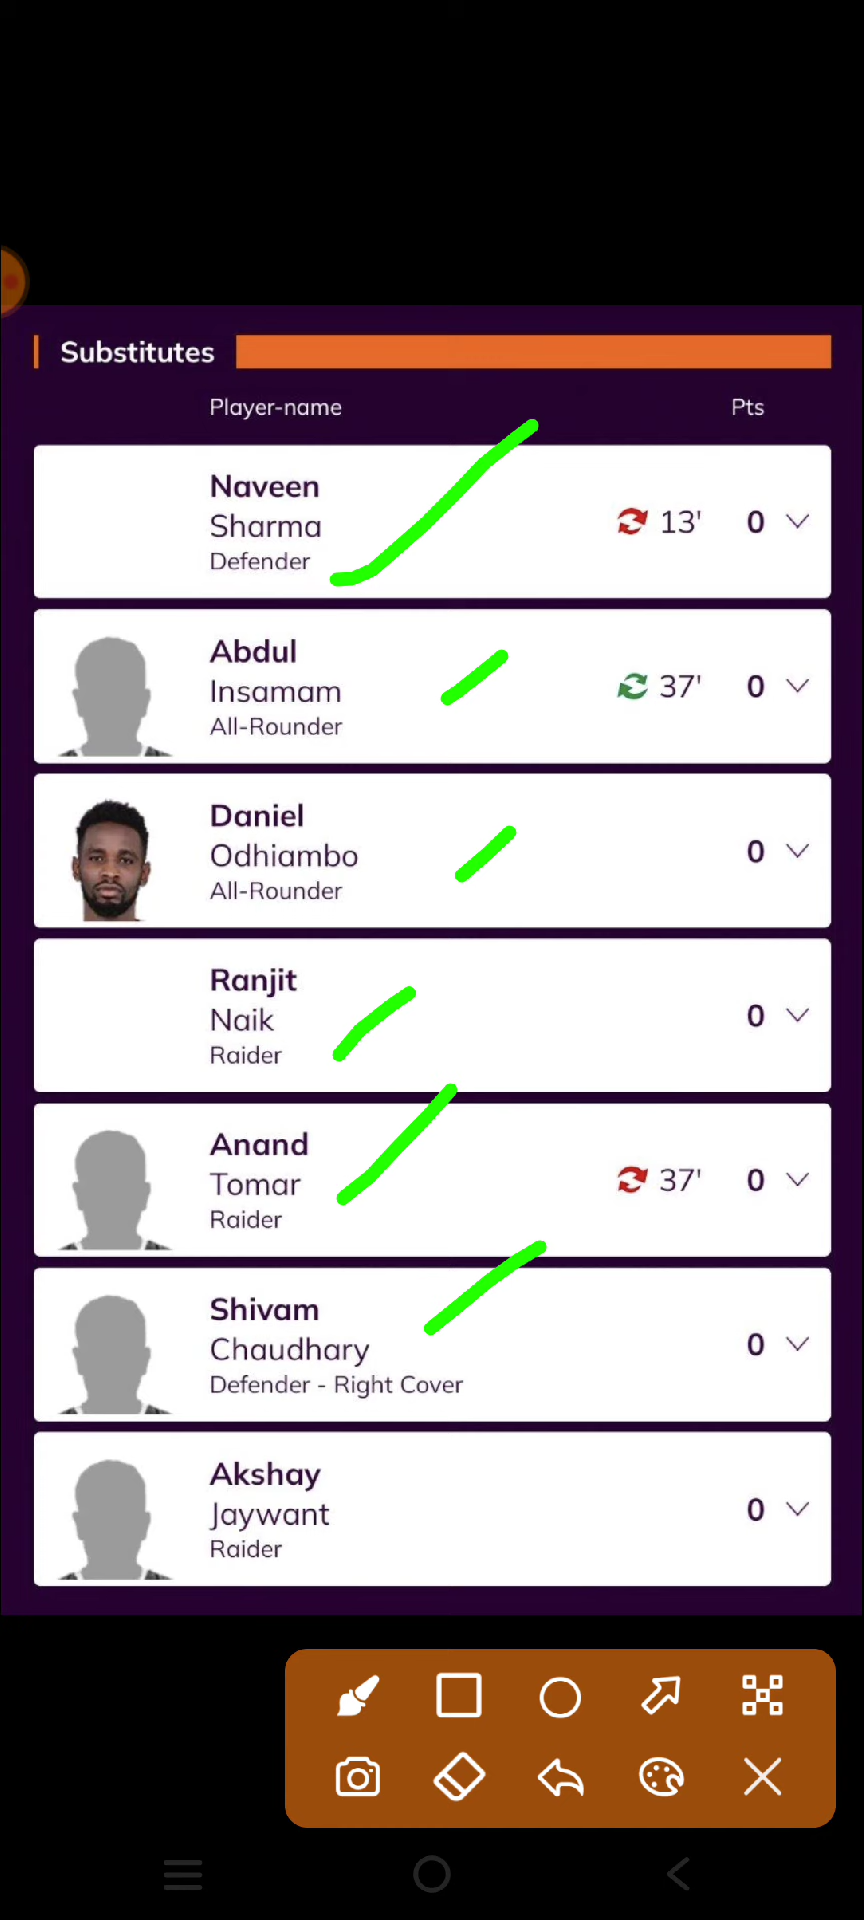 Substitutes
Player-name Pts
Naveen
Sharma 13' 0
Defender
Abdul
Insamam 37' 0
All-Rounder
Daniel
Odhiambo 0
All-Rounder
Ranjit
Naik 0
Raider
Anand
Tomar 37' 0
Raider
Shivam
Chaudhary 0
Defender - Right Cover
Akshay
Jaywant 0
Raider